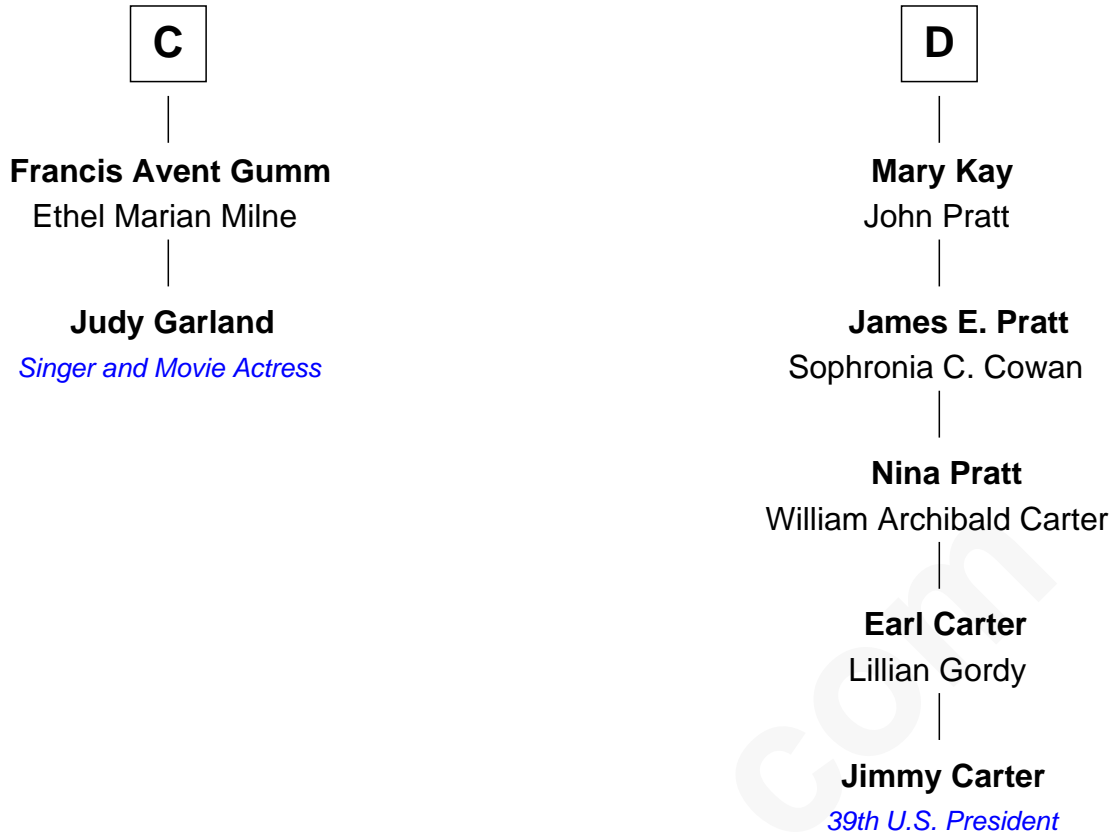 C
Francis Avent Gumm
Ethel Marian Milne
Judy Garland
Singer and Movie Actress
D
Mary Kay
John Pratt
James E. Pratt
Sophronia C. Cowan
Nina Pratt
William Archibald Carter
Earl Carter
Lillian Gordy
Jimmy Carter
39th U.S. President
com